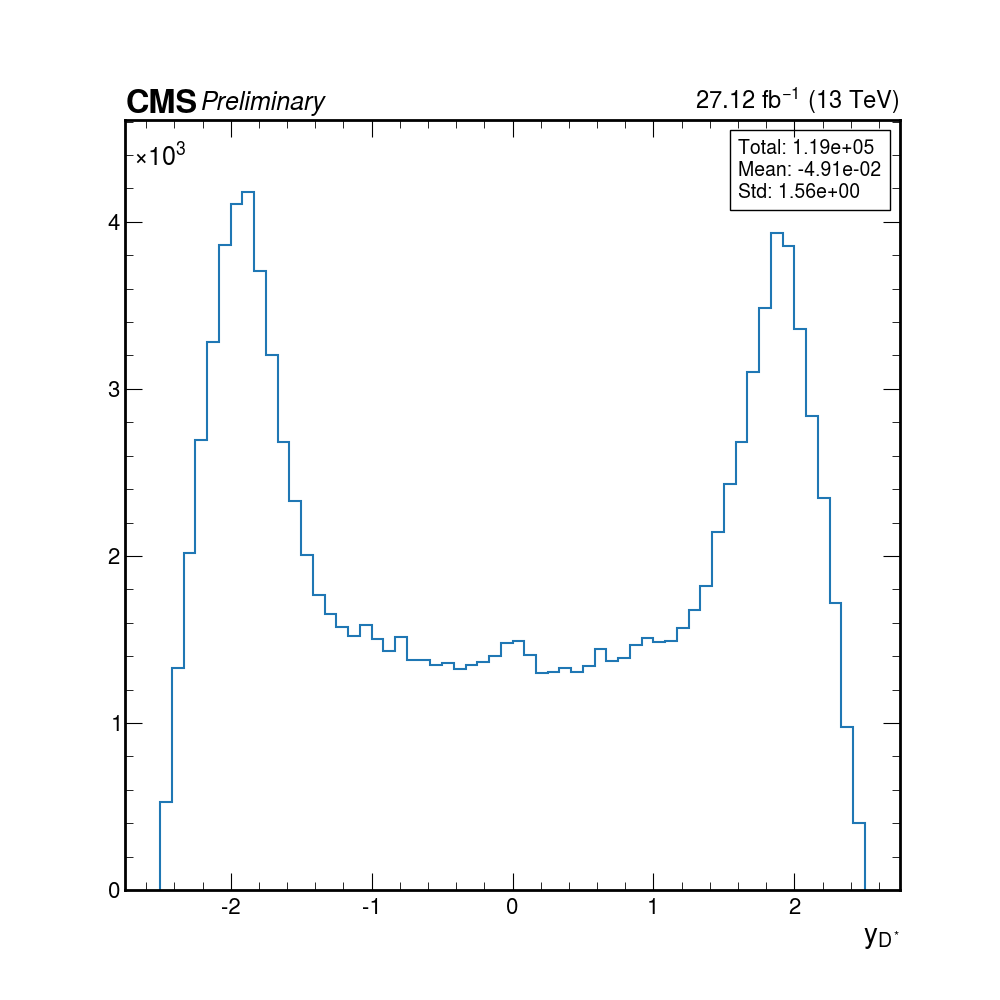 CMS Preliminary
27.12 fb⁻¹ (13 TeV)
×10³
Total: 1.19e+05
Mean: -4.91e-02
Std: 1.56e+00
4
3
2
1
0
-2 -1 0 1 2
y_D*